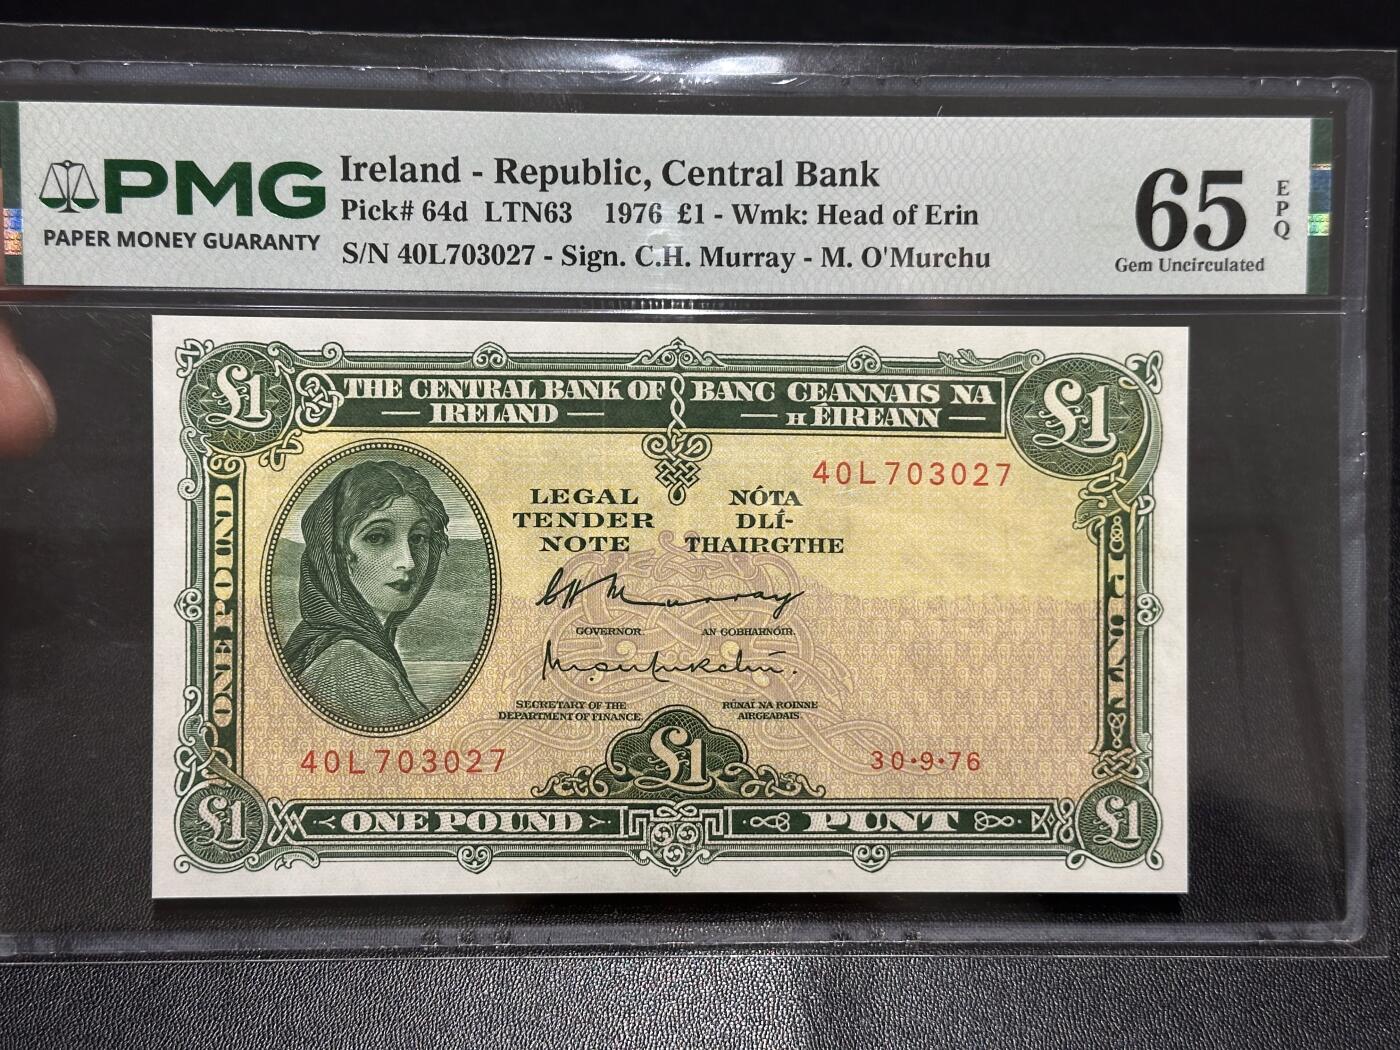 PMG
PAPER MONEY GUARANTY
Ireland - Republic, Central Bank
Pick# 64d LTN63 1976 £1 - Wmk: Head of Erin
S/N 40L703027 - Sign. C.H. Murray - M. O'Murchu
65
EPQ
Gem Uncirculated
£1
THE CENTRAL BANK OF IRELAND
BANC CEANNAIS NA hÉIREANN
£1
40L703027
ONE POUND
LEGAL
TENDER
NOTE
NÓTA
DLÍ-
THAIRGTHE
C H Murray
GOVERNOR.
AN GOBHARNÓIR.
SECRETARY OF THE
DEPARTMENT OF FINANCE.
RÚNAÍ NA ROINNE
AIRGEADAIS
40L703027
£1
30·9·76
£1
ONE POUND
PUNT
£1